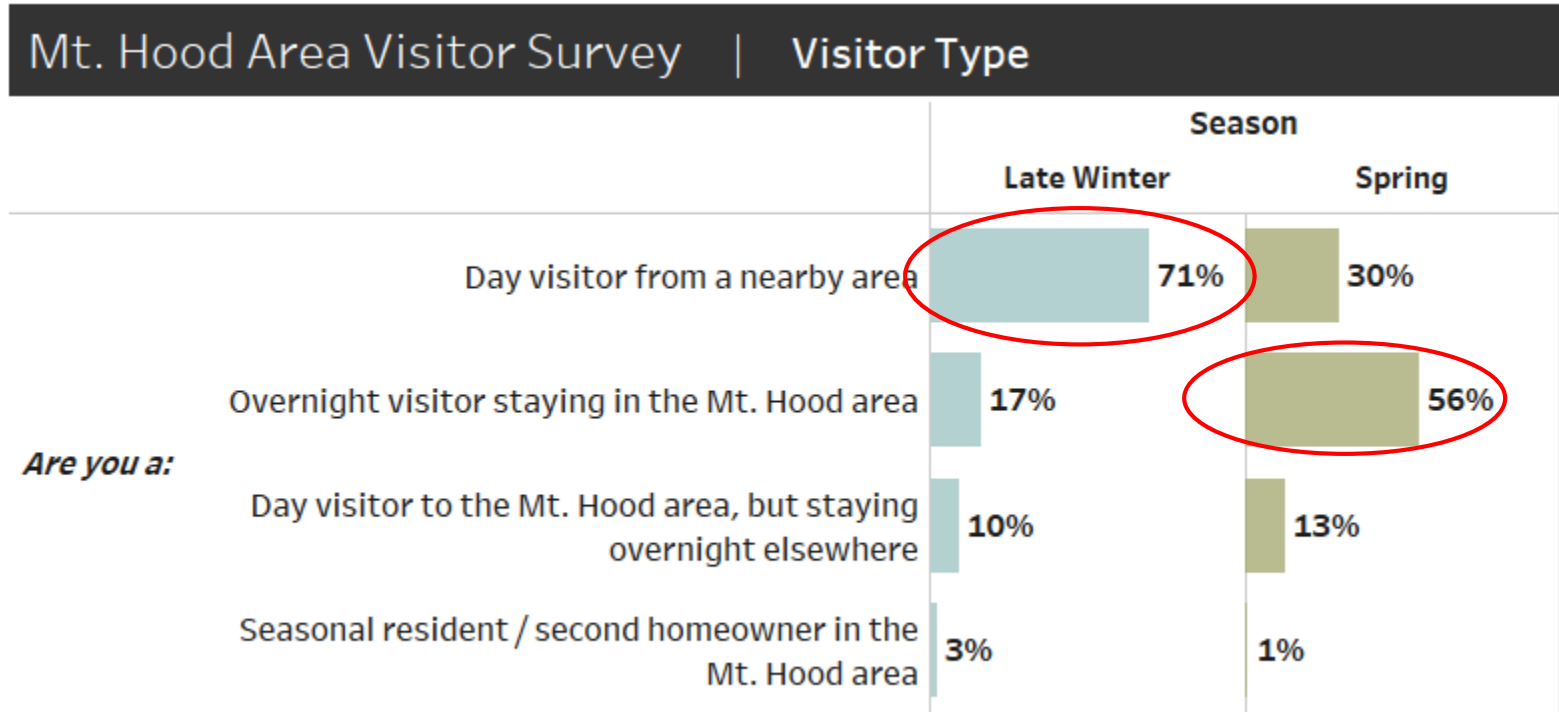 Mt. Hood Area Visitor Survey | Visitor Type
Season
Late Winter Spring
Day visitor from a nearby area 71% 30%
Overnight visitor staying in the Mt. Hood area 17% 56%
Are you a:
Day visitor to the Mt. Hood area, but staying
overnight elsewhere 10% 13%
Seasonal resident / second homeowner in the
Mt. Hood area 3% 1%